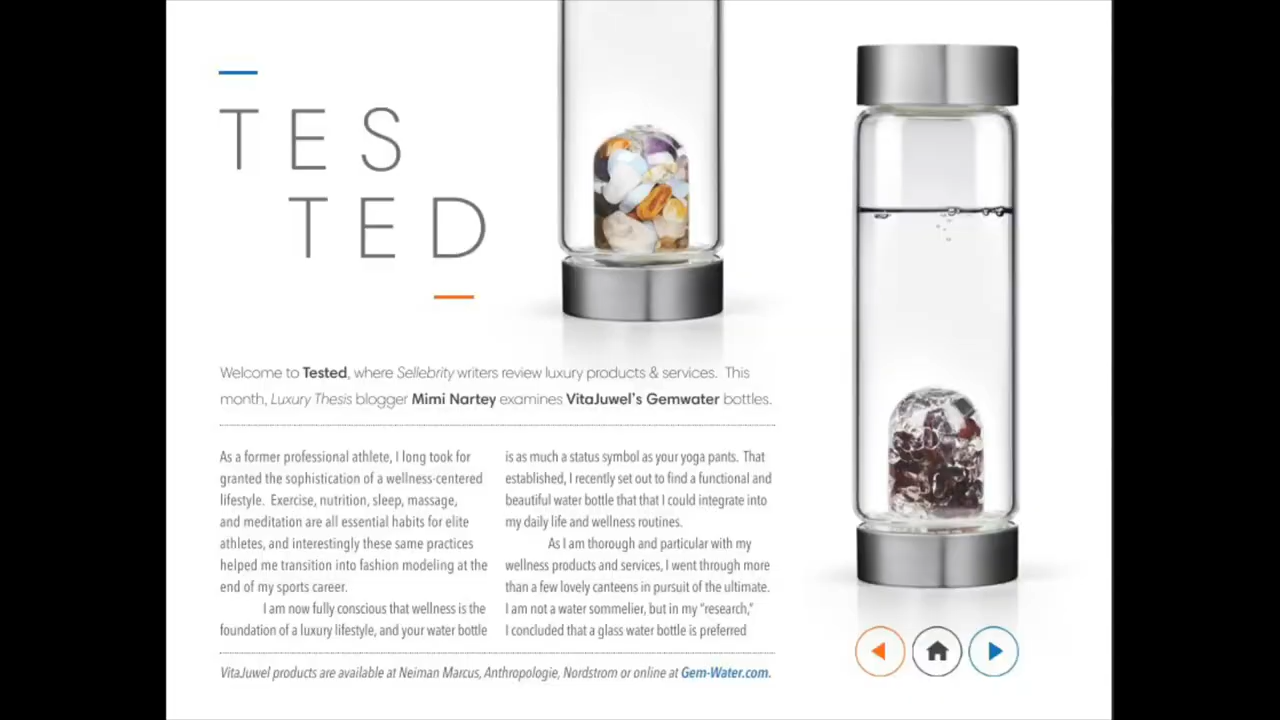 TES
TED
Welcome to Tested, where Sellebrity writers review luxury products & services. This
month, Luxury Thesis blogger Mimi Nartey examines VitaJuwel's Gemwater bottles.
As a former professional athlete, I long took for
granted the sophistication of a wellness-centered
lifestyle. Exercise, nutrition, sleep, massage,
and meditation are all essential habits for elite
athletes, and interestingly these same practices
helped me transition into fashion modeling at the
end of my sports career.
I am now fully conscious that wellness is the
foundation of a luxury lifestyle, and your water bottle
is as much a status symbol as your yoga pants. That
established, I recently set out to find a functional and
beautiful water bottle that that I could integrate into
my daily life and wellness routines.
As I am thorough and particular with my
wellness products and services, I went through more
than a few lovely canteens in pursuit of the ultimate.
I am not a water sommelier, but in my "research,"
I concluded that a glass water bottle is preferred
VitaJuwel products are available at Neiman Marcus, Anthropologie, Nordstrom or online at Gem-Water.com.